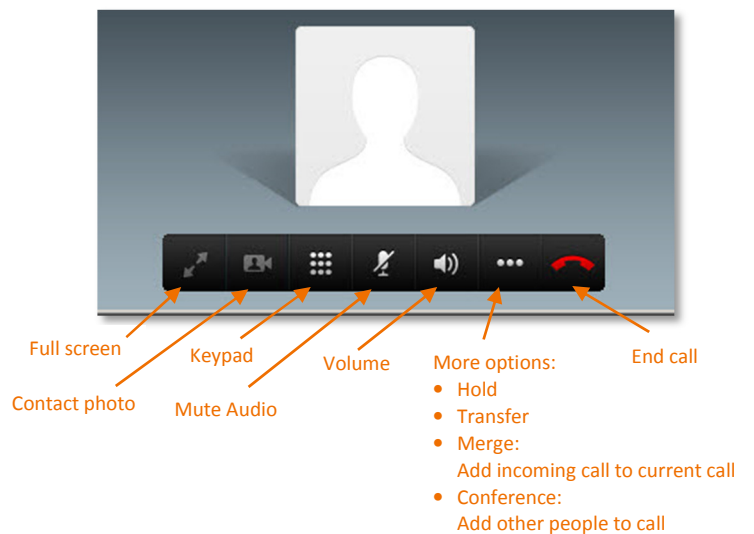 Full screen
Contact photo
Keypad
Mute Audio
Volume
More options:
• Hold
• Transfer
• Merge:
Add incoming call to current call
• Conference:
Add other people to call
End call